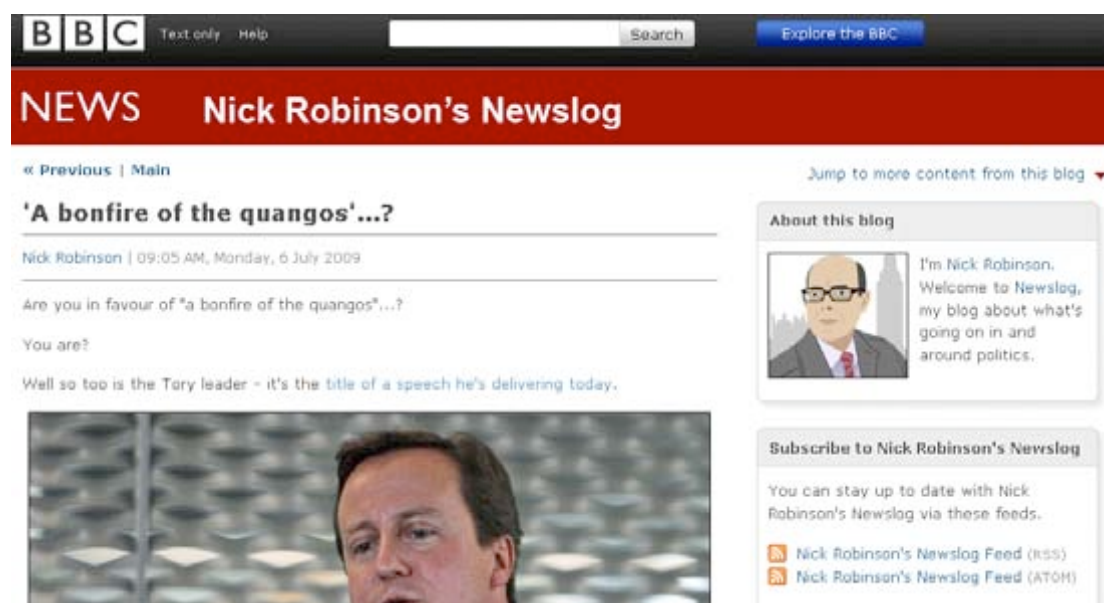 BBC Text only Help Search Explore the BBC
NEWS Nick Robinson's Newslog
« Previous | Main
Jump to more content from this blog
'A bonfire of the quangos'...?
Nick Robinson | 09:05 AM, Monday, 6 July 2009
Are you in favour of "a bonfire of the quangos"...?
You are?
Well so too is the Tory leader - it's the title of a speech he's delivering today.
About this blog
I'm Nick Robinson.
Welcome to Newslog,
my blog about what's
going on in and
around politics.
Subscribe to Nick Robinson's Newslog
You can stay up to date with Nick
Robinson's Newslog via these feeds.
Nick Robinson's Newslog Feed (RSS)
Nick Robinson's Newslog Feed (ATOM)